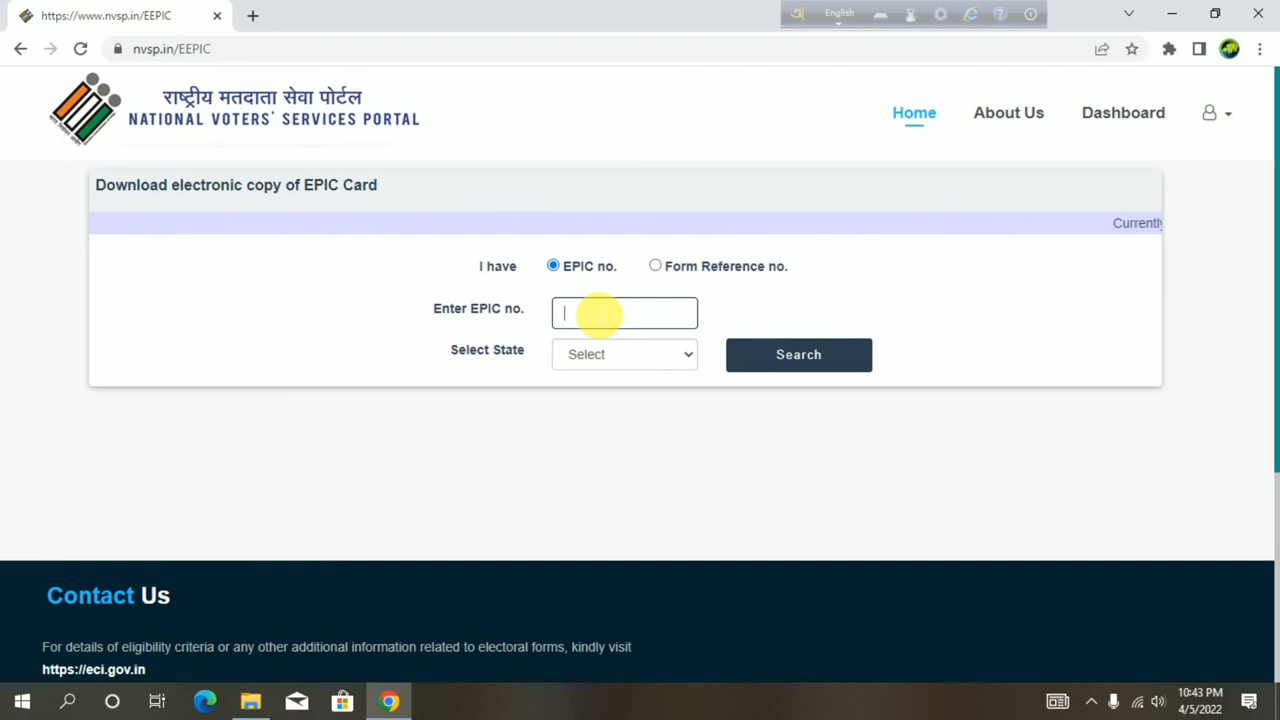 https://www.nvsp.in/EEPIC
অ English
nvsp.in/EEPIC
राष्ट्रीय मतदाता सेवा पोर्टल
NATIONAL VOTERS' SERVICES PORTAL
Home About Us Dashboard
Download electronic copy of EPIC Card
Currently
I have EPIC no. Form Reference no.
Enter EPIC no.
Select State Select Search
Contact Us
For details of eligibility criteria or any other additional information related to electoral forms, kindly visit
https://eci.gov.in
10:43 PM
4/5/2022